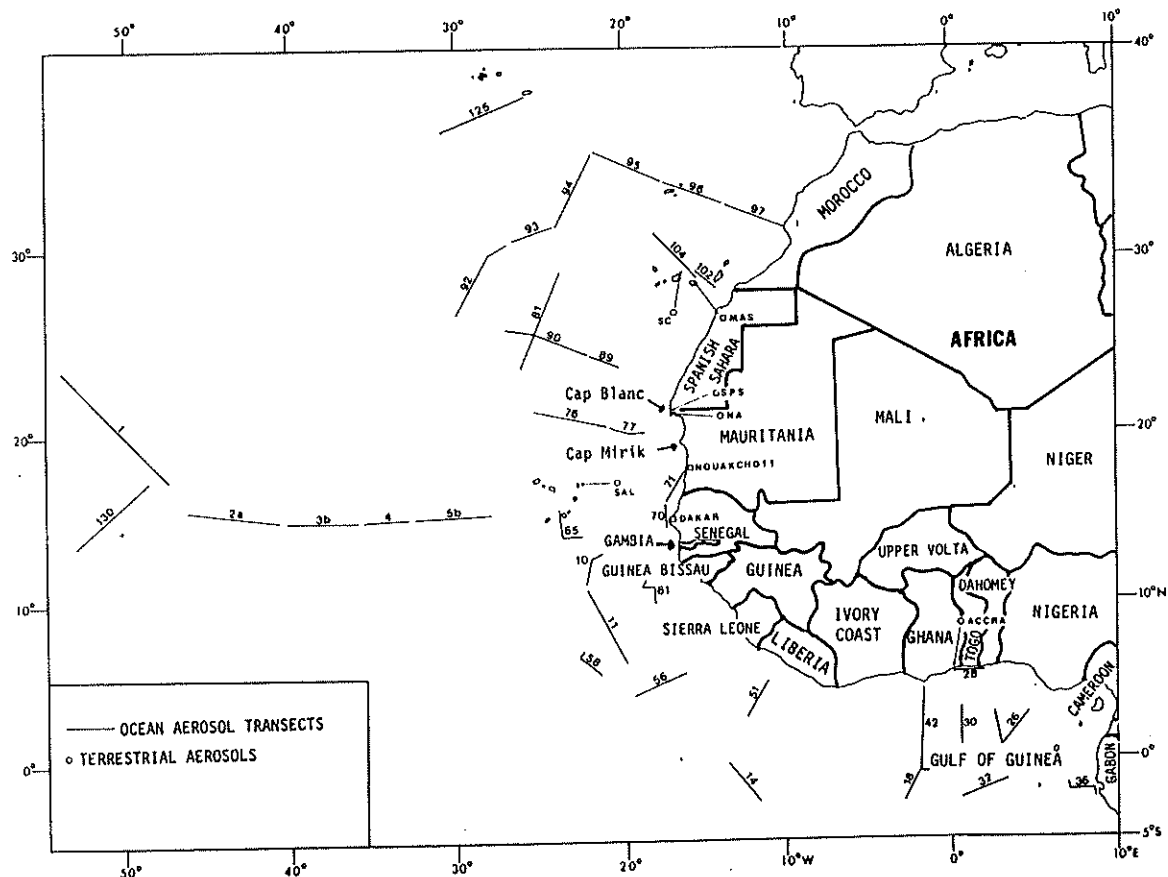 50° 40° 30° 20° 10° 0° 10°
40°
126
95
96
97
94
93
92
MOROCCO
104
102
ALGERIA
30° 30°
81
SC
MAS
90
89
SPANISH
SAHARA
AFRICA
Cap Blanc
SPS
NA
76
77
MALI
1
MAURITANIA
20° 20°
Cap Mirik
NIGER
NOUAKCHOTT
71
SAL
130
2a 3b 4 5b
65
70
DAKAR
SENEGAL
GAMBIA
UPPER VOLTA
10
GUINEA BISSAU
GUINEA
DAHOMEY
81
10° 10°N
11
IVORY
COAST
GHANA
ACCRA
NIGERIA
SIERRA LEONE
LIBERIA
TOGO
58
56
28
51
CAMEROON
OCEAN AEROSOL TRANSECTS
42
30
26
TERRESTRIAL AEROSOLS
GULF OF GUINEA
GABON
0° 0°
14
18
32
36
5°S
50° 40° 30° 20° 10°W 0° 10°E